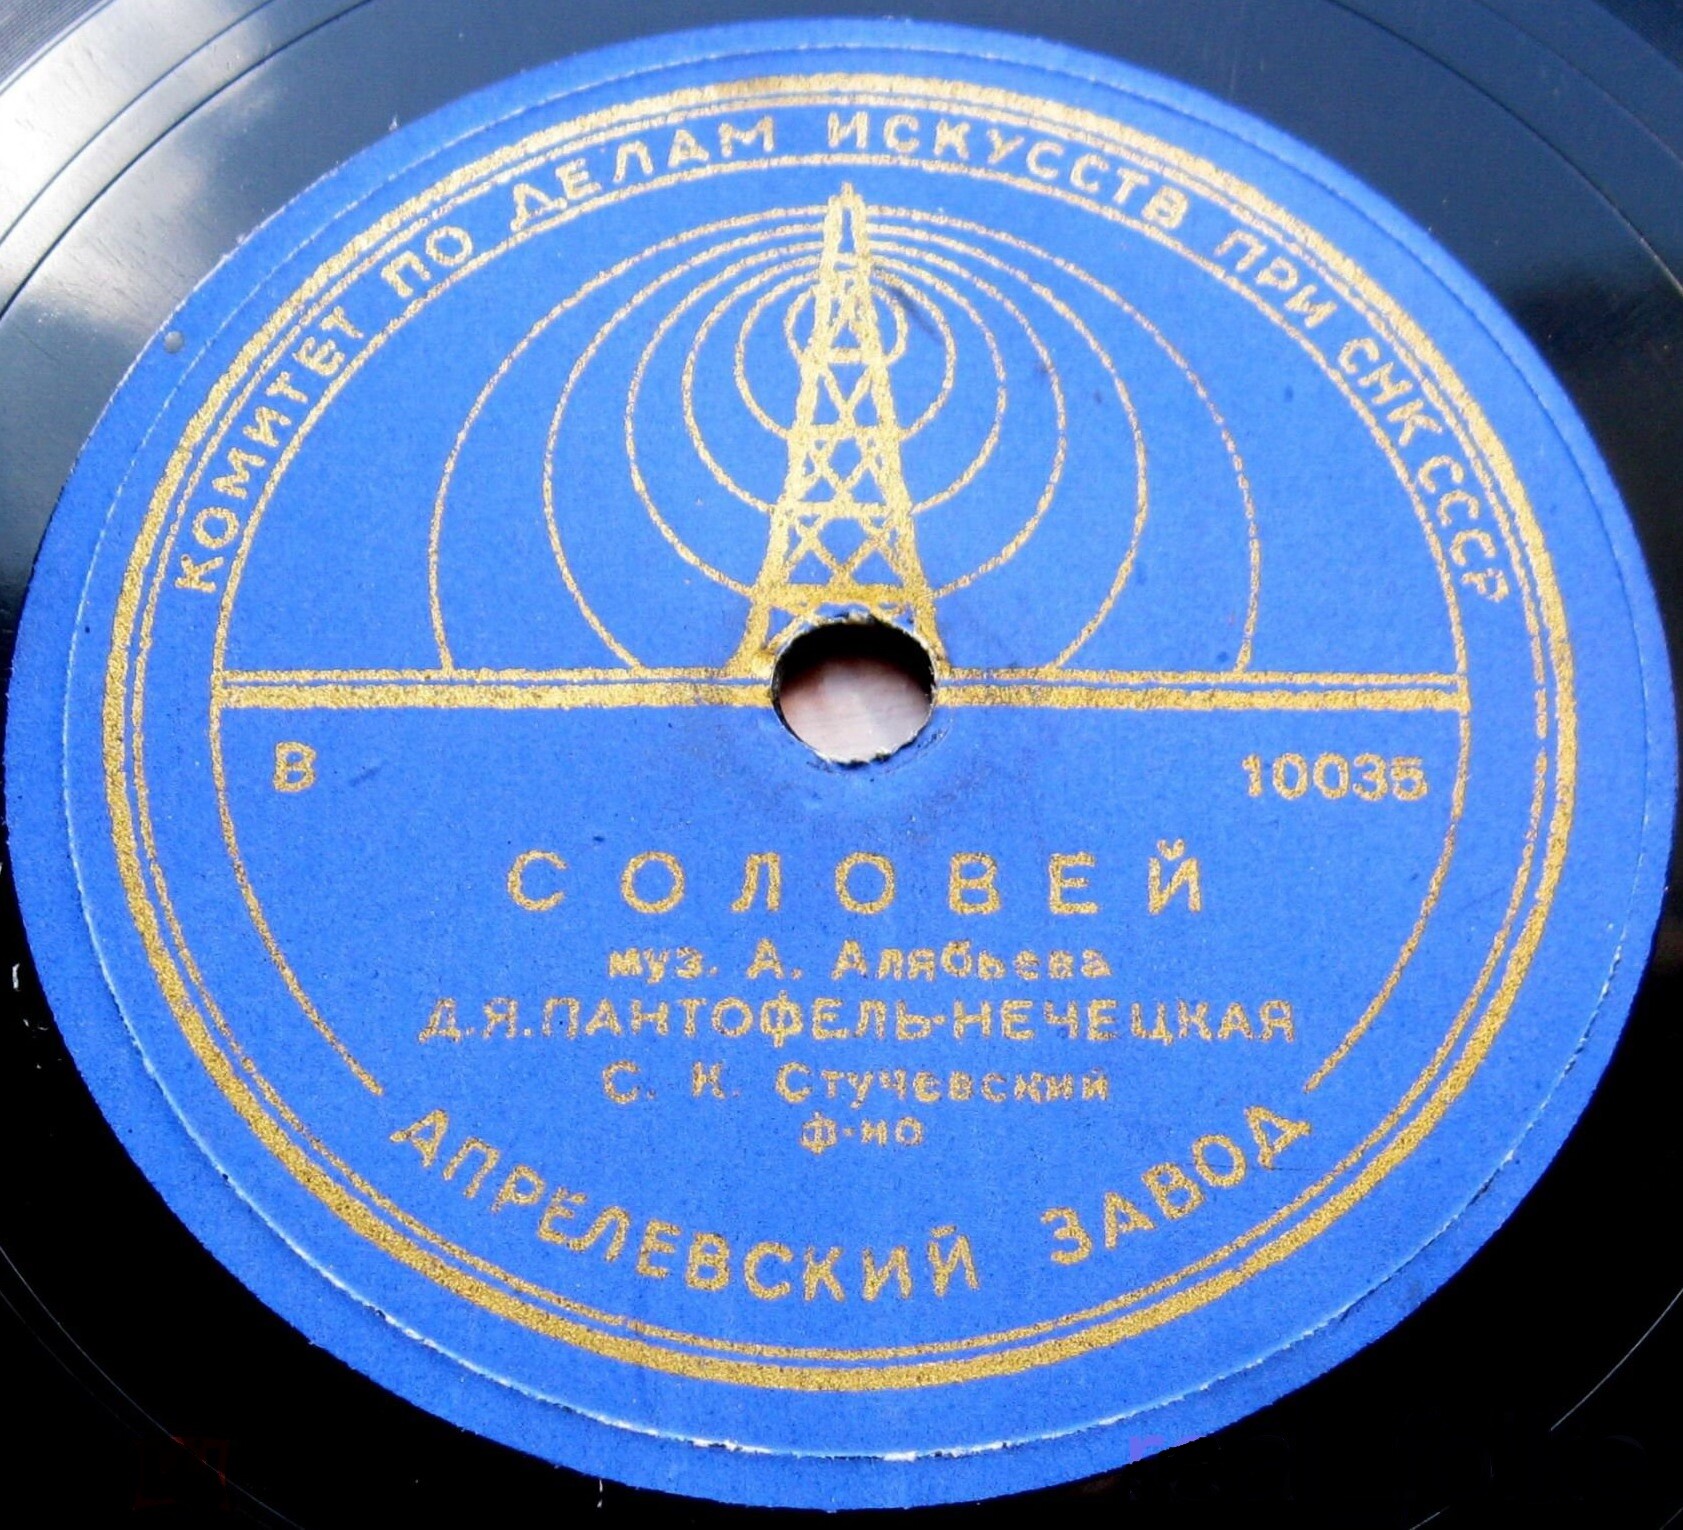 КОМИТЕТ ПО ДЕЛАМ ИСКУССТВ ПРИ СНК СССР
В 10035
СОЛОВЕЙ
муз. А. Алябьева
Д.Я.ПАНТОФЕЛЬ-НЕЧЕЦКАЯ
С. К. Стучевский
Ф-но
АПРЕЛЕВСКИЙ ЗАВОД